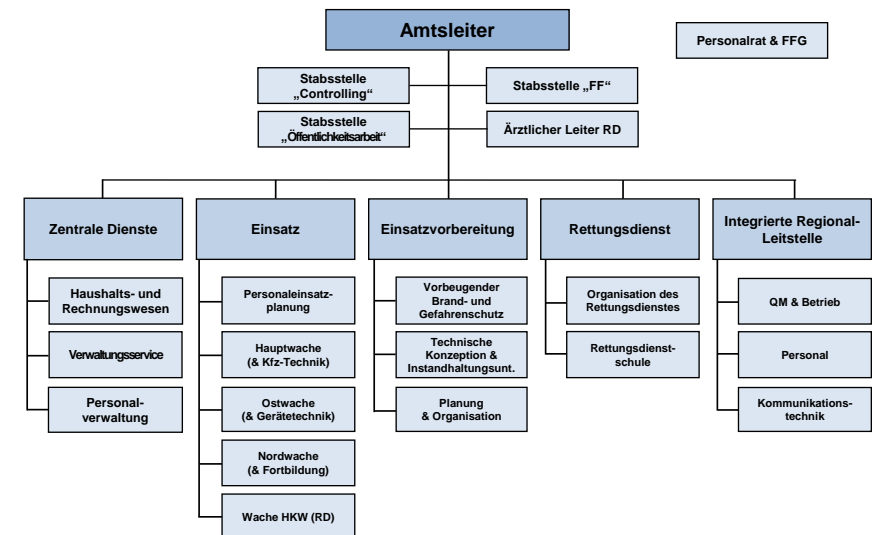 Amtsleiter
Personalrat & FFG
Stabsstelle
„Controlling“
Stabsstelle „FF“
Stabsstelle
„Öffentlichkeitsarbeit“
Ärztlicher Leiter RD
Zentrale Dienste
Einsatz
Einsatzvorbereitung
Rettungsdienst
Integrierte Regional-
Leitstelle
Haushalts- und
Rechnungswesen
Verwaltungsservice
Personal-
verwaltung
Personaleinsatz-
planung
Hauptwache
(& Kfz-Technik)
Ostwache
(& Gerätetechnik)
Nordwache
(& Fortbildung)
Wache HKW (RD)
Vorbeugender
Brand- und
Gefahrenschutz
Technische
Konzeption &
Instandhaltungsunt.
Planung
& Organisation
Organisation des
Rettungsdienstes
Rettungsdienst-
schule
QM & Betrieb
Personal
Kommunikations-
technik